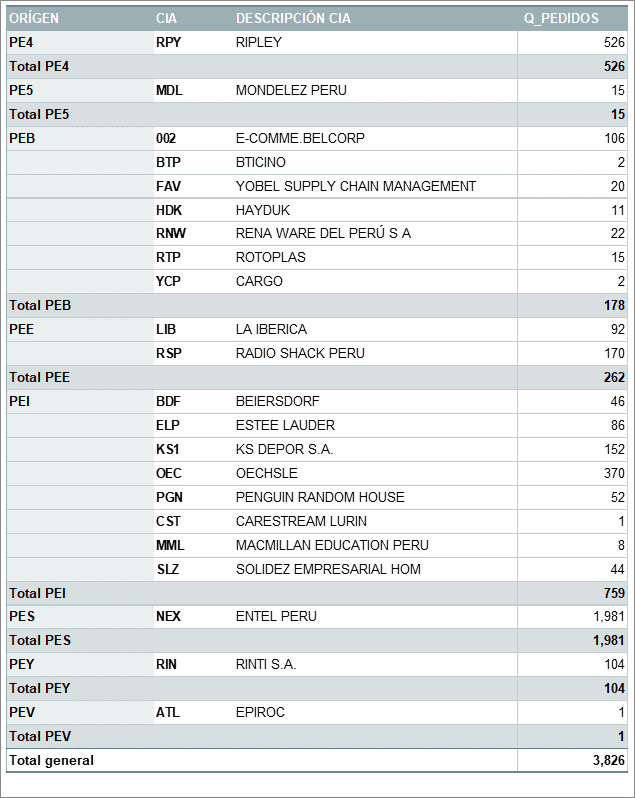 ORÍGEN CIA DESCRIPCIÓN CIA Q_PEDIDOS
PE4 RPY RIPLEY 526
Total PE4 526
PE5 MDL MONDELEZ PERU 15
Total PE5 15
PEB 002 E-COMME.BELCORP 106
BTP BTICINO 2
FAV YOBEL SUPPLY CHAIN MANAGEMENT 20
HDK HAYDUK 11
RNW RENA WARE DEL PERÚ S A 22
RTP ROTOPLAS 15
YCP CARGO 2
Total PEB 178
PEE LIB LA IBERICA 92
RSP RADIO SHACK PERU 170
Total PEE 262
PEI BDF BEIERSDORF 46
ELP ESTEE LAUDER 86
KS1 KS DEPOR S.A. 152
OEC OECHSLE 370
PGN PENGUIN RANDOM HOUSE 52
CST CARESTREAM LURIN 1
MML MACMILLAN EDUCATION PERU 8
SLZ SOLIDEZ EMPRESARIAL HOM 44
Total PEI 759
PES NEX ENTEL PERU 1,981
Total PES 1,981
PEY RIN RINTI S.A. 104
Total PEY 104
PEV ATL EPIROC 1
Total PEV 1
Total general 3,826